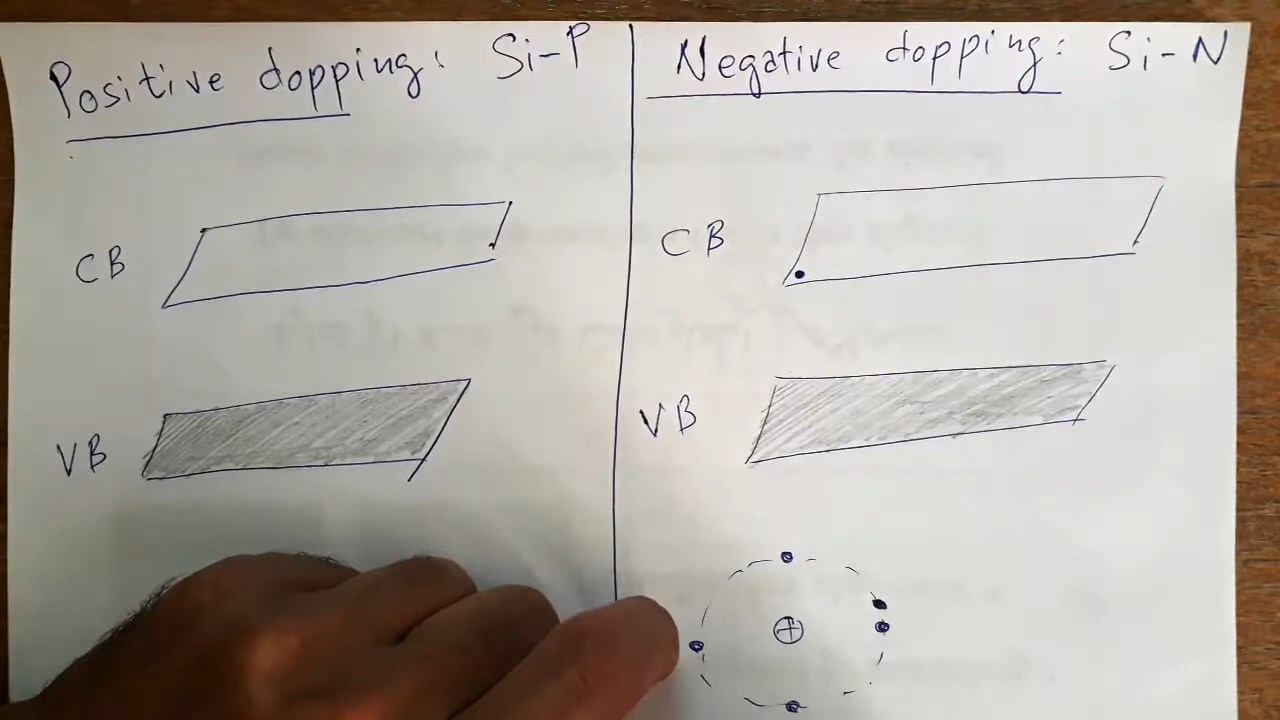 Positive dopping: Si-P
CB
VB
Negative dopping: Si-N
CB
VB
+